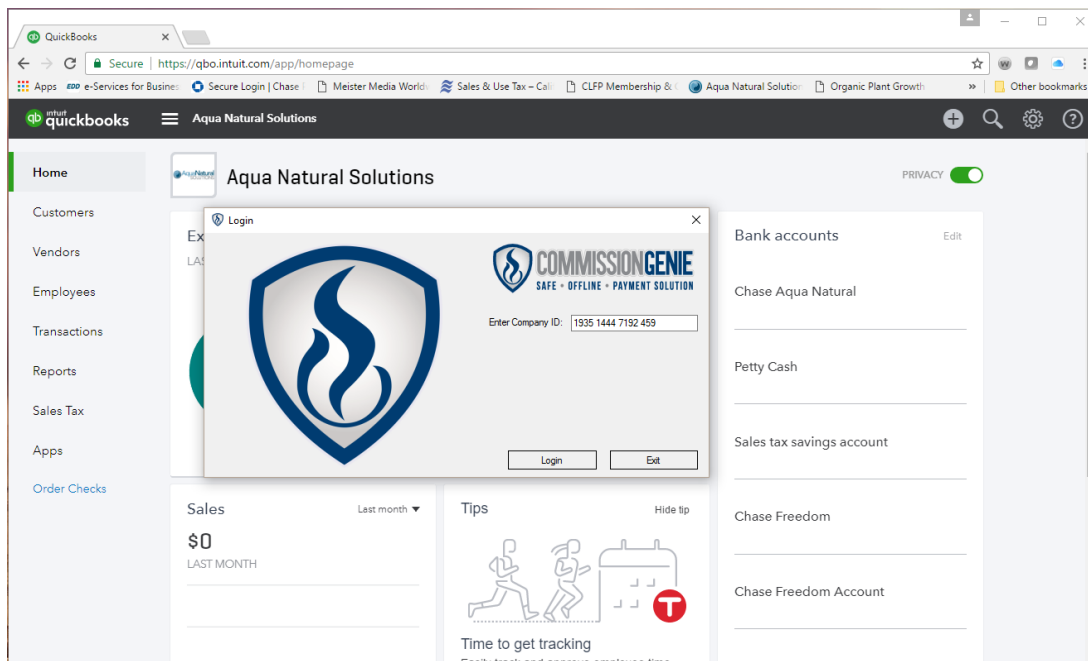 QuickBooks
Secure | https://qbo.intuit.com/app/homepage
Apps EDD e-Services for Busines Secure Login | Chase Meister Media World Sales & Use Tax – Cali CLFP Membership & Aqua Natural Solution Organic Plant Growth » Other bookmarks
intuit quickbooks Aqua Natural Solutions
Home
Customers
Vendors
Employees
Transactions
Reports
Sales Tax
Apps
Order Checks
Aqua Natural Solutions
PRIVACY
Ex
LAS
Login
COMMISSIONGENIE
SAFE • OFFLINE • PAYMENT SOLUTION
Enter Company ID: 1935 1444 7192 459
Login Exit
Bank accounts Edit
Chase Aqua Natural
Petty Cash
Sales tax savings account
Chase Freedom
Chase Freedom Account
Sales Last month
$0
LAST MONTH
Tips Hide tip
T
Time to get tracking